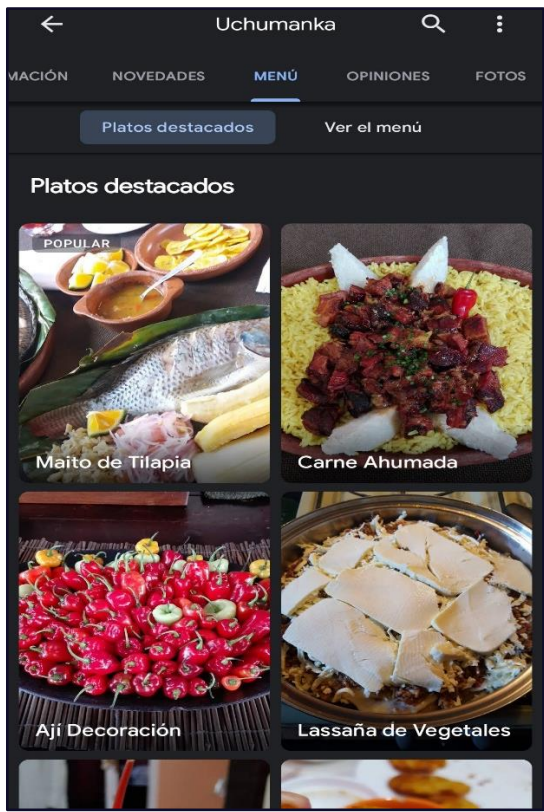 Uchumanka
MACIÓN NOVEDADES MENÚ OPINIONES FOTOS
Platos destacados Ver el menú
Platos destacados
POPULAR
Maito de Tilapia
Carne Ahumada
Ají Decoración
Lassaña de Vegetales